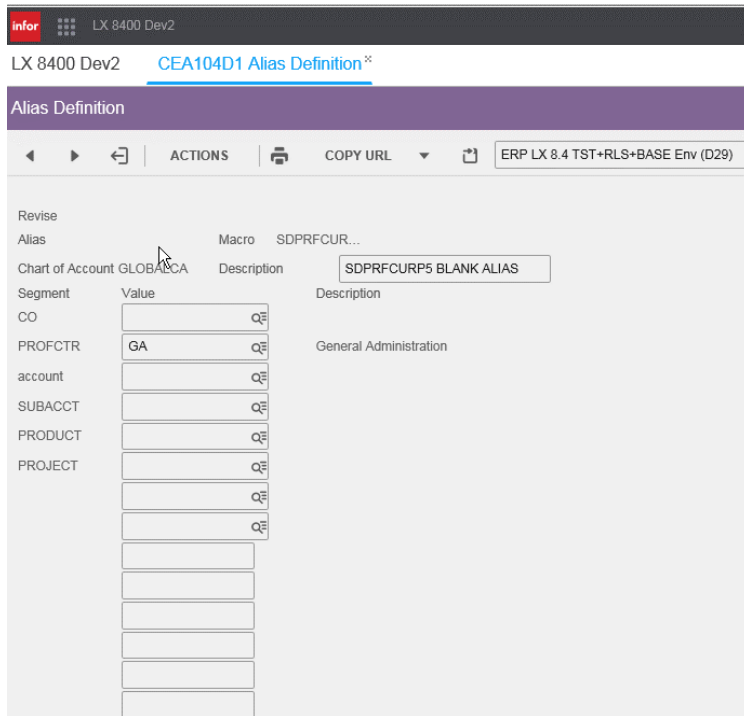 infor LX 8400 Dev2
LX 8400 Dev2 CEA104D1 Alias Definition x
Alias Definition
ACTIONS COPY URL ERP LX 8.4 TST+RLS+BASE Env (D29)
Revise
Alias Macro SDPRFCUR...
Chart of Account GLOBALCA Description SDPRFCURP5 BLANK ALIAS
Segment Value Description
CO
PROFCTR GA General Administration
account
SUBACCT
PRODUCT
PROJECT